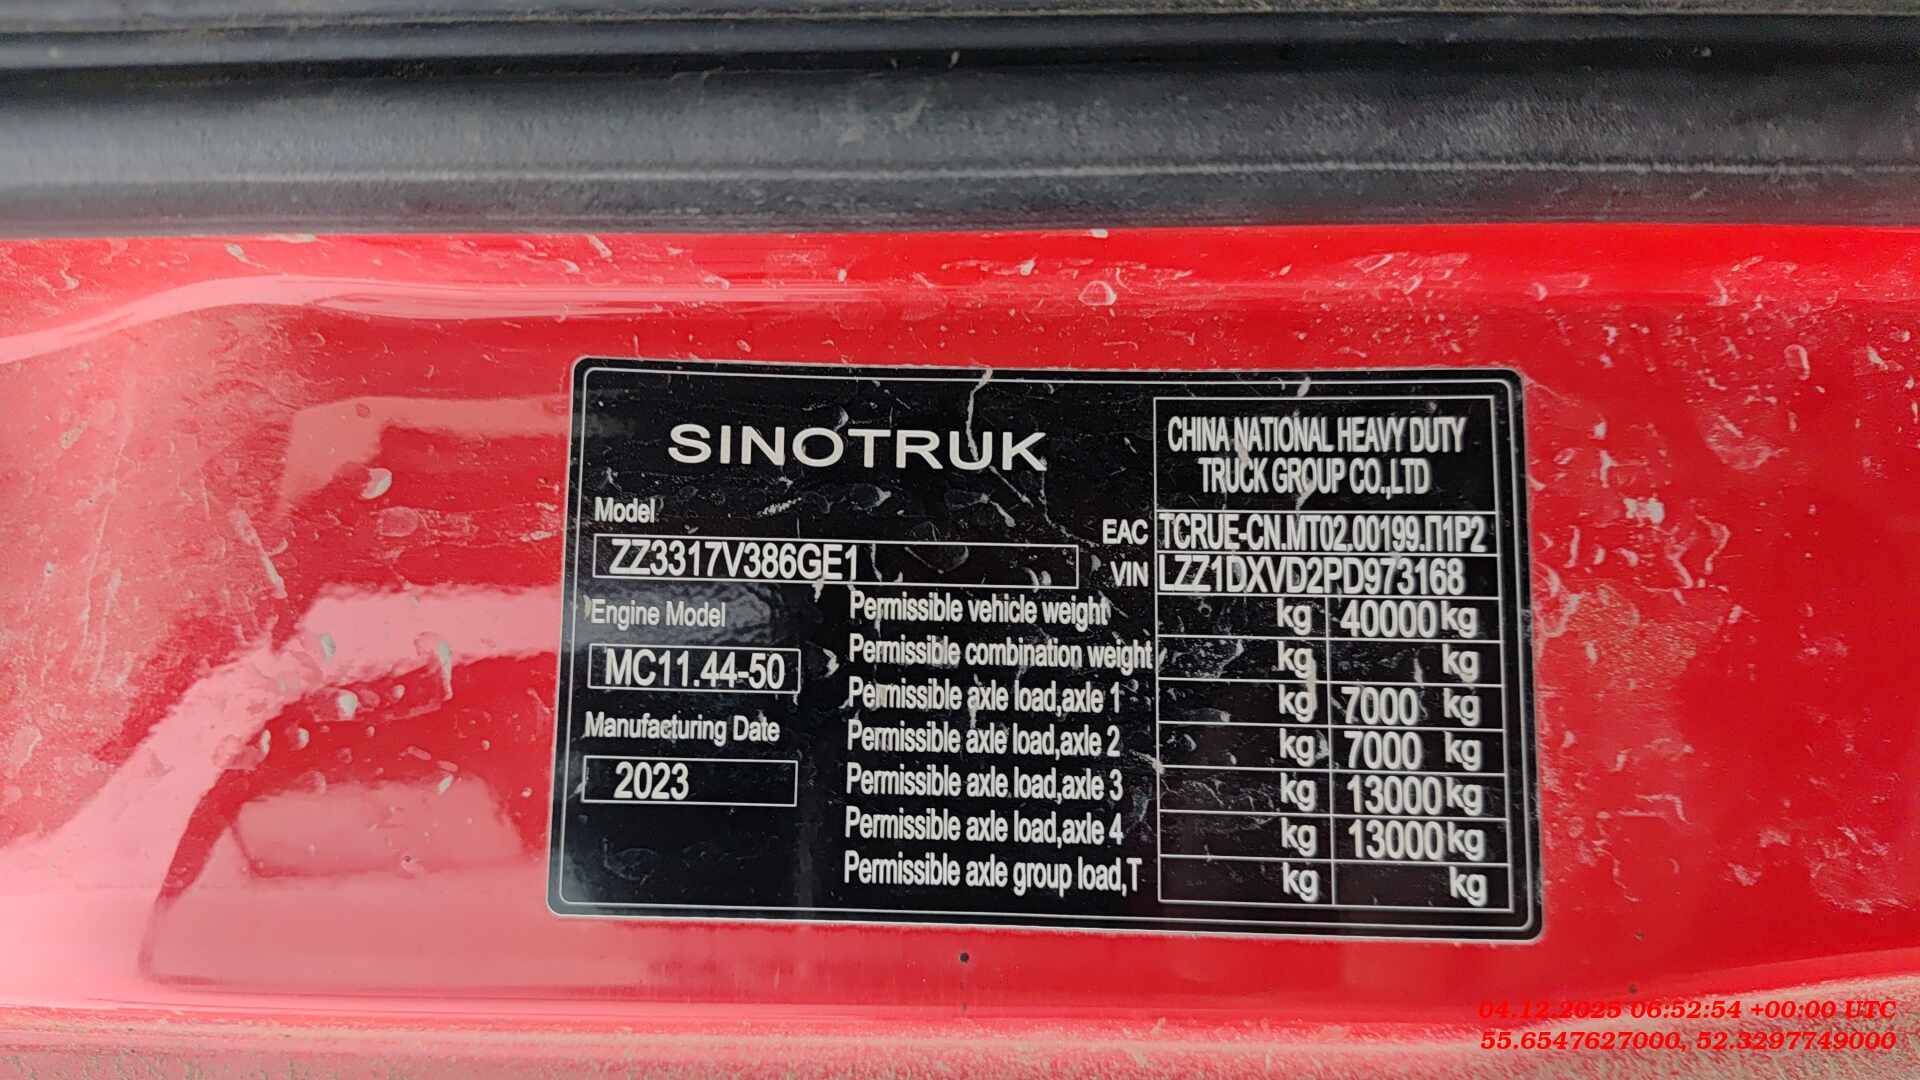 SINOTRUK
CHINA NATIONAL HEAVY DUTY
TRUCK GROUP CO.,LTD
Model
ZZ3317V386GE1
EAC TCRUE-CN.MT02.00199.П1P2
VIN LZZ1DXVD2PD973168
Engine Model
MC11.44-50
Manufacturing Date
2023
Permissible vehicle weight kg 40000 kg
Permissible combination weight kg kg
Permissible axle load,axle 1 kg 7000 kg
Permissible axle load,axle 2 kg 7000 kg
Permissible axle load,axle 3 kg 13000 kg
Permissible axle load,axle 4 kg 13000 kg
Permissible axle group load,T kg kg
04.12.2025 06:52:54 +00:00 UTC
55.6547627000, 52.3297749000